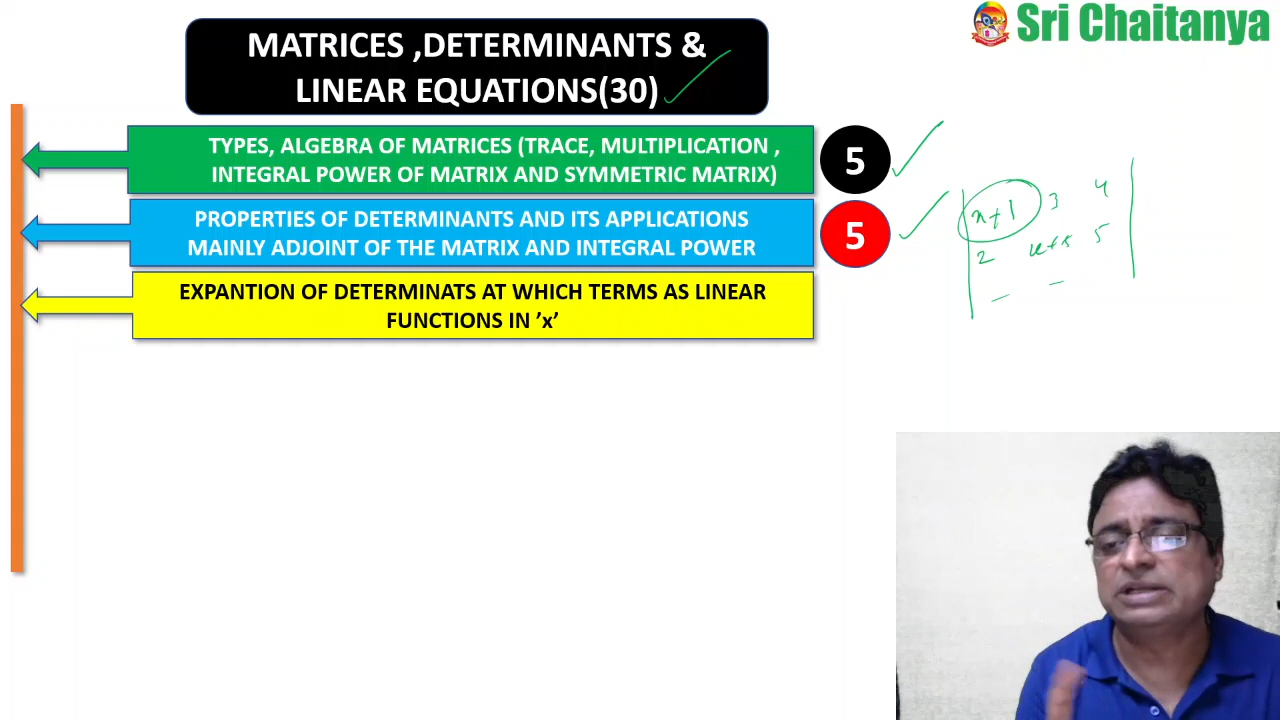 Sri Chaitanya
MATRICES ,DETERMINANTS &
LINEAR EQUATIONS(30)
TYPES, ALGEBRA OF MATRICES (TRACE, MULTIPLICATION ,
INTEGRAL POWER OF MATRIX AND SYMMETRIC MATRIX)
5
PROPERTIES OF DETERMINANTS AND ITS APPLICATIONS
MAINLY ADJOINT OF THE MATRIX AND INTEGRAL POWER
5
EXPANTION OF DETERMINATS AT WHICH TERMS AS LINEAR
FUNCTIONS IN ’x’
x+1 3 4
2 5